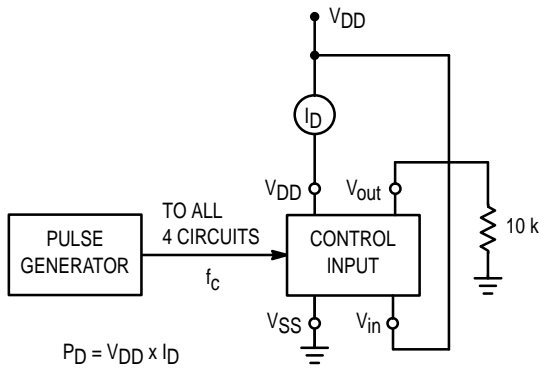 VDD
ID
VDD
Vout
TO ALL
4 CIRCUITS
PULSE
GENERATOR
fc
CONTROL
INPUT
10 k
VSS
Vin
PD = VDD x ID